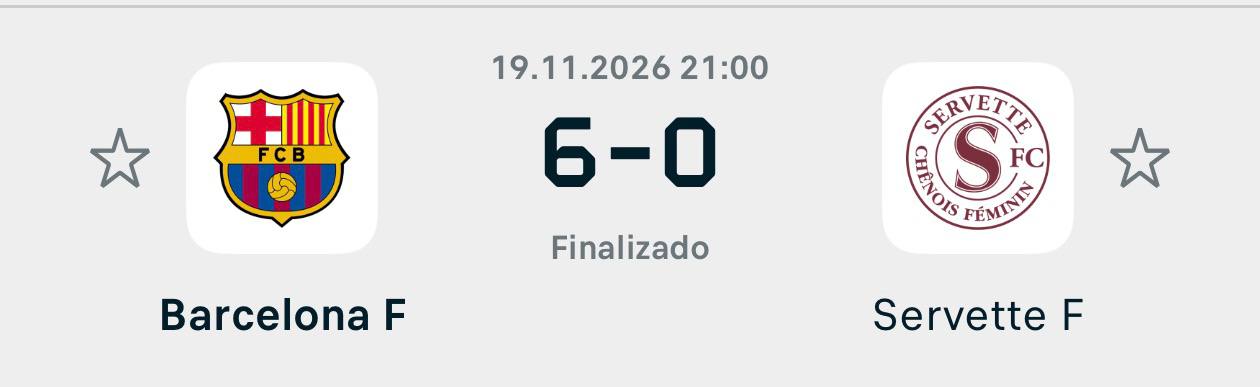 19.11.2026 21:00
FCB
6-0
SERVETTE
S FC
CHÊNOIS FÉMININ
Finalizado
Barcelona F
Servette F